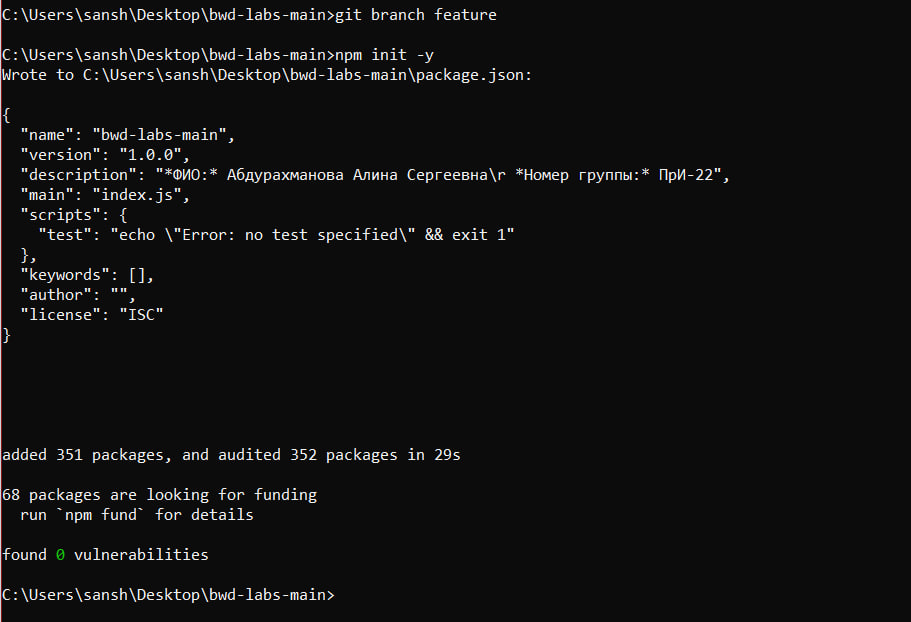 C:\Users\sansh\Desktop\bwd-labs-main>git branch feature
C:\Users\sansh\Desktop\bwd-labs-main>npm init -y
Wrote to C:\Users\sansh\Desktop\bwd-labs-main\package.json:
{
  "name": "bwd-labs-main",
  "version": "1.0.0",
  "description": "*ФИО:* Абдурахманова Алина Сергеевна\r *Номер группы:* ПрИ-22",
  "main": "index.js",
  "scripts": {
    "test": "echo \"Error: no test specified\" && exit 1"
  },
  "keywords": [],
  "author": "",
  "license": "ISC"
}
added 351 packages, and audited 352 packages in 29s
68 packages are looking for funding
  run `npm fund` for details
found 0 vulnerabilities
C:\Users\sansh\Desktop\bwd-labs-main>